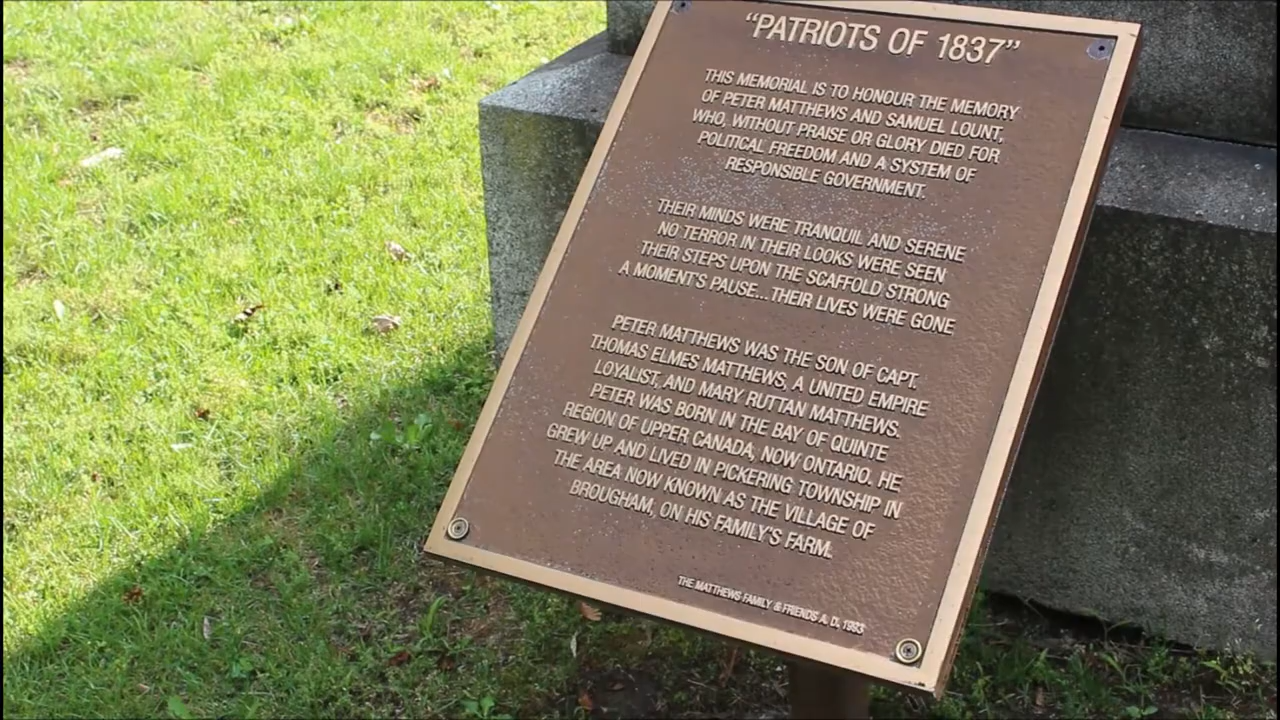 "PATRIOTS OF 1837"
THIS MEMORIAL IS TO HONOUR THE MEMORY
OF PETER MATTHEWS AND SAMUEL LOUNT,
WHO, WITHOUT PRAISE OR GLORY DIED FOR
POLITICAL FREEDOM AND A SYSTEM OF
RESPONSIBLE GOVERNMENT.
THEIR MINDS WERE TRANQUIL AND SERENE
NO TERROR IN THEIR LOOKS WERE SEEN
THEIR STEPS UPON THE SCAFFOLD STRONG
A MOMENT'S PAUSE...THEIR LIVES WERE GONE
PETER MATTHEWS WAS THE SON OF CAPT.
THOMAS ELMES MATTHEWS, A UNITED EMPIRE
LOYALIST, AND MARY RUTTAN MATTHEWS.
PETER WAS BORN IN THE BAY OF QUINTE
REGION OF UPPER CANADA, NOW ONTARIO. HE
GREW UP AND LIVED IN PICKERING TOWNSHIP IN
THE AREA NOW KNOWN AS THE VILLAGE OF
BROUGHAM, ON HIS FAMILY'S FARM.
THE MATTHEWS FAMILY & FRIENDS A. D. 1993